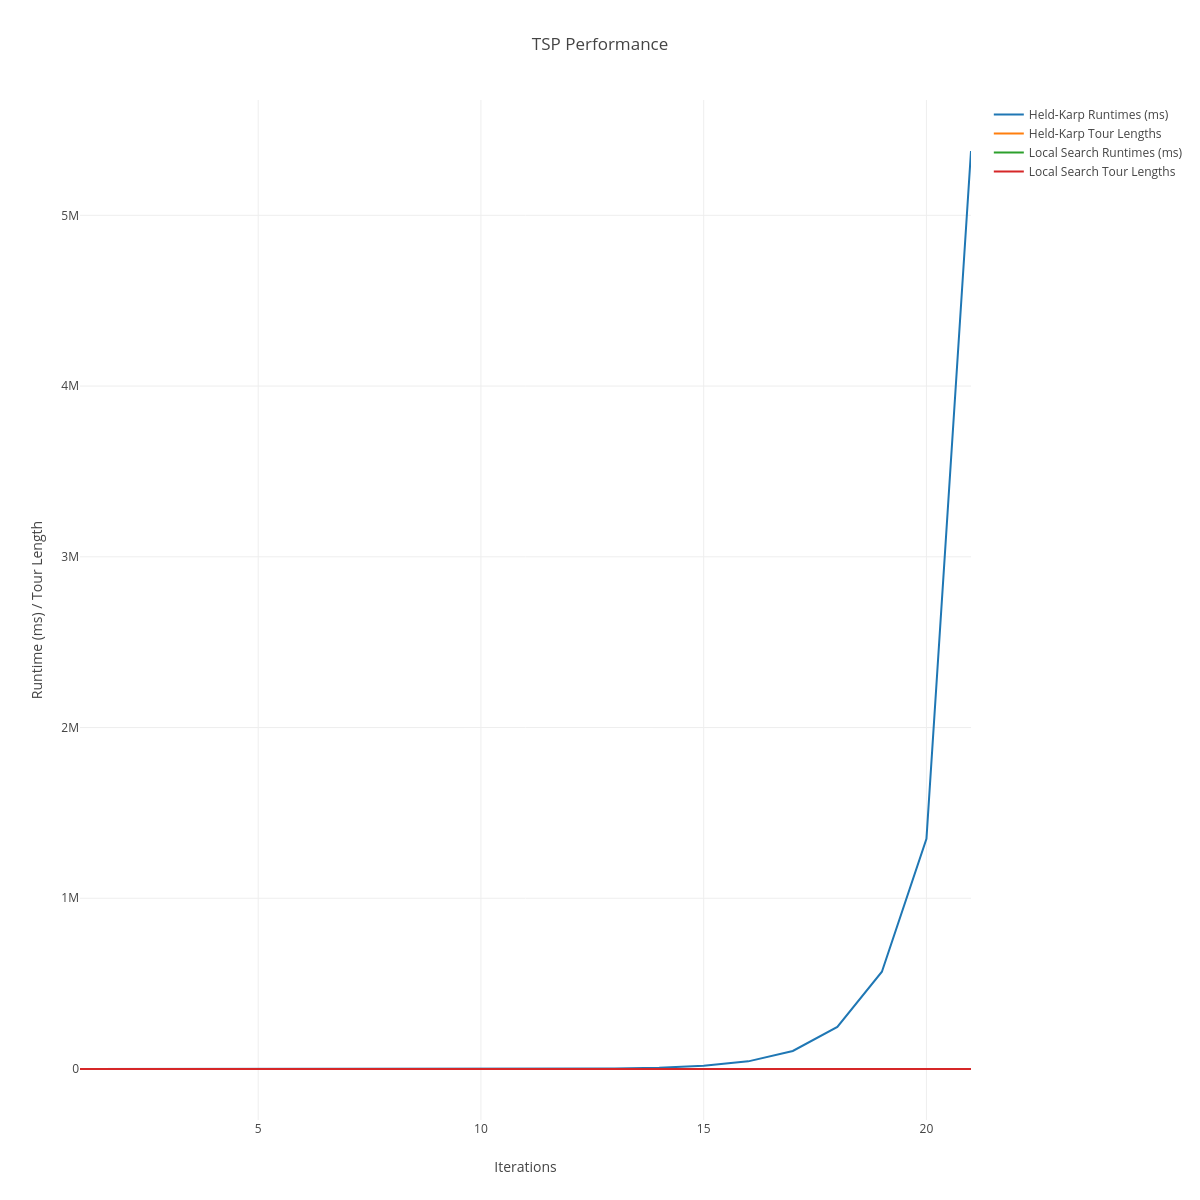 TSP Performance
Held-Karp Runtimes (ms)
Held-Karp Tour Lengths
Local Search Runtimes (ms)
Local Search Tour Lengths
5M
4M
3M
2M
1M
0
Runtime (ms) / Tour Length
5
10
15
20
Iterations